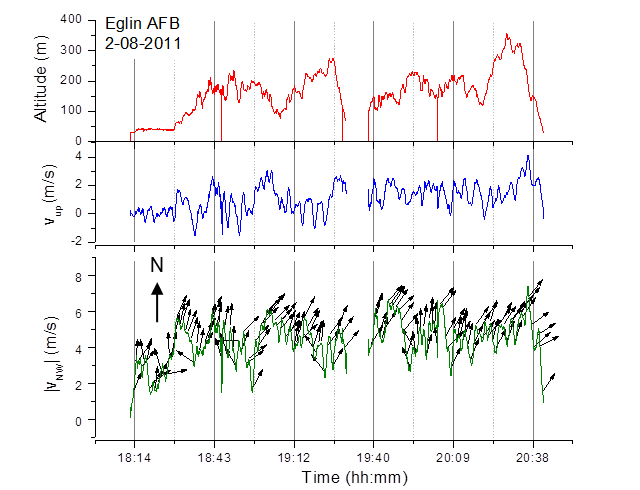 Eglin AFB
2-08-2011
400
300
200
100
0
Altitude (m)
4
2
0
-2
v_up (m/s)
N
8
6
4
2
0
|v_NW| (m/s)
18:14 18:43 19:12 19:40 20:09 20:38
Time (hh:mm)